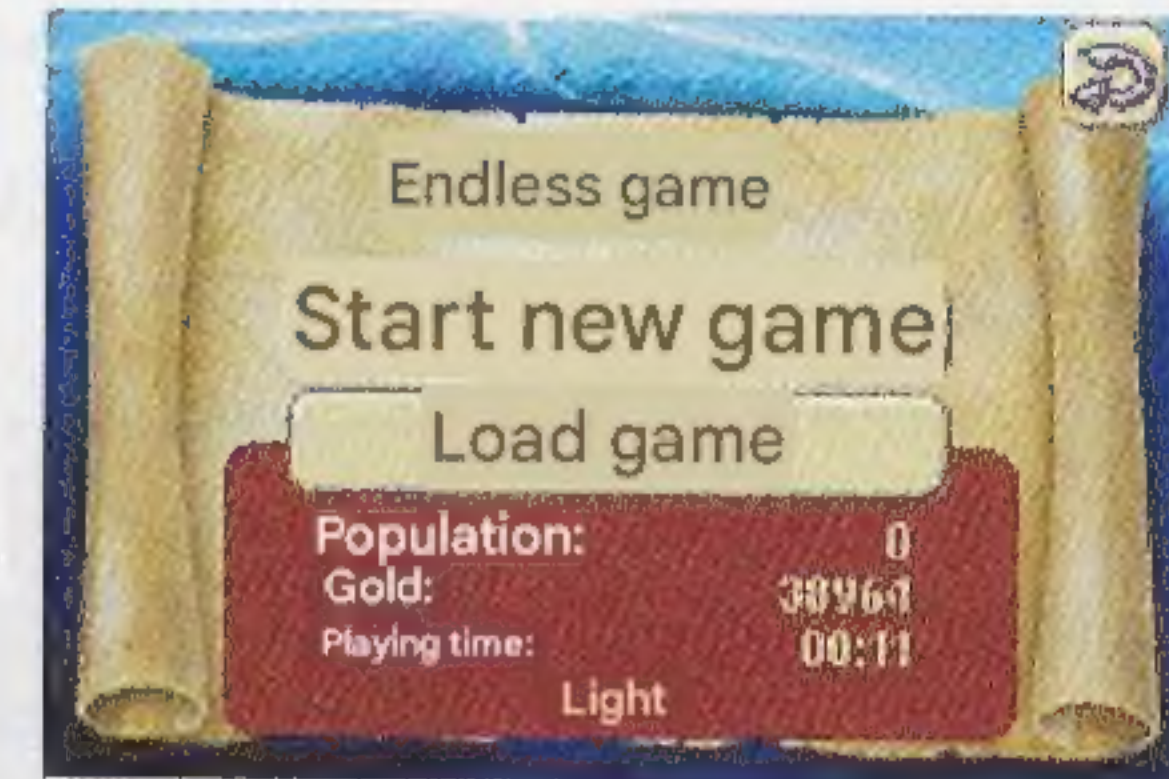 Endless game
Start new game
Load game
Population: 0
Gold:
Playing time: 00:11
Light